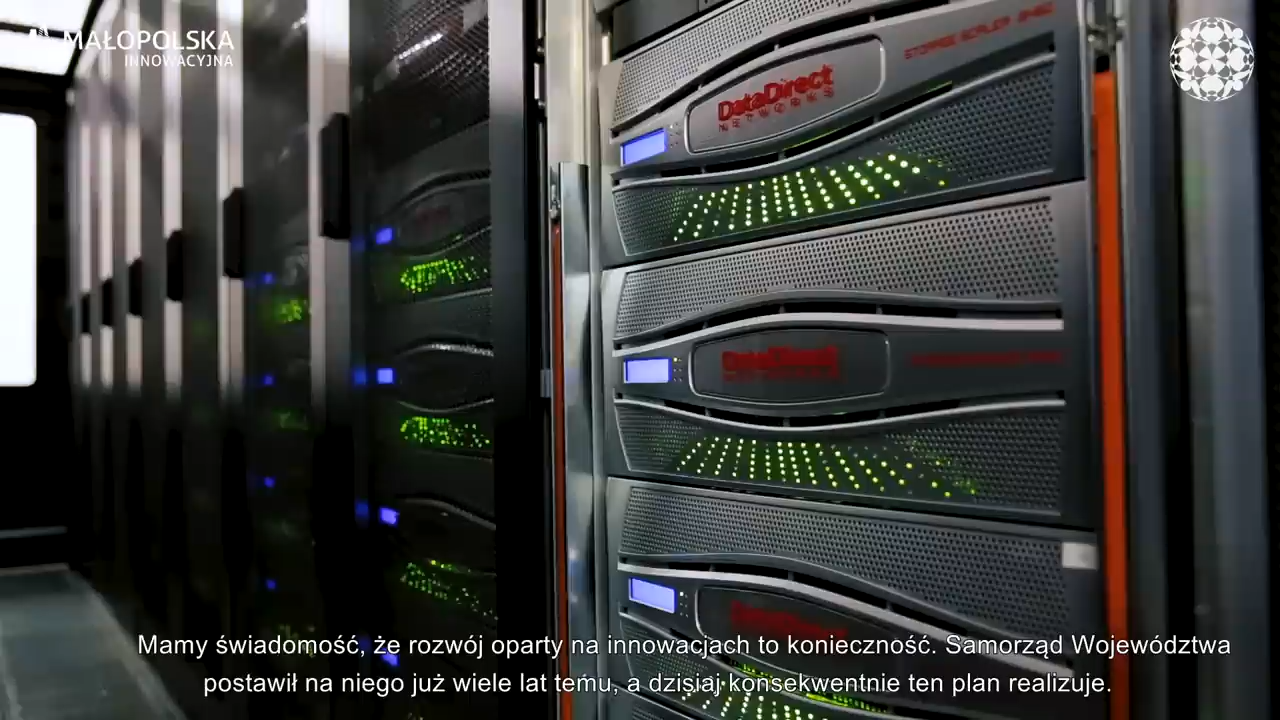 MAŁOPOLSKA
INNOWACYJNA
DataDirect
NETWORKS
DataDirect
Mamy świadomość, że rozwój oparty na innowacjach to konieczność. Samorząd Województwa
postawił na niego już wiele lat temu, a dzisiaj konsekwentnie ten plan realizuje.